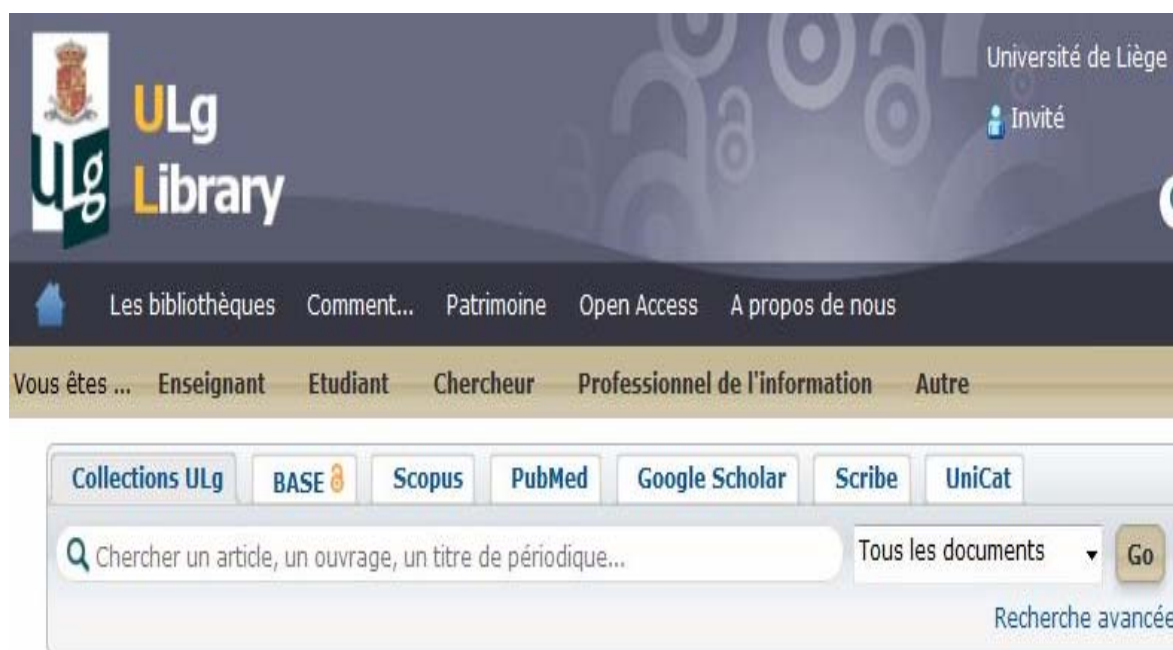 Université de Liège
Invité
ULg
ULg
Library
Les bibliothèques Comment... Patrimoine Open Access A propos de nous
Vous êtes ... Enseignant Etudiant Chercheur Professionnel de l'information Autre
Collections ULg BASE Scopus PubMed Google Scholar Scribe UniCat
Chercher un article, un ouvrage, un titre de périodique... Tous les documents Go
Recherche avancée